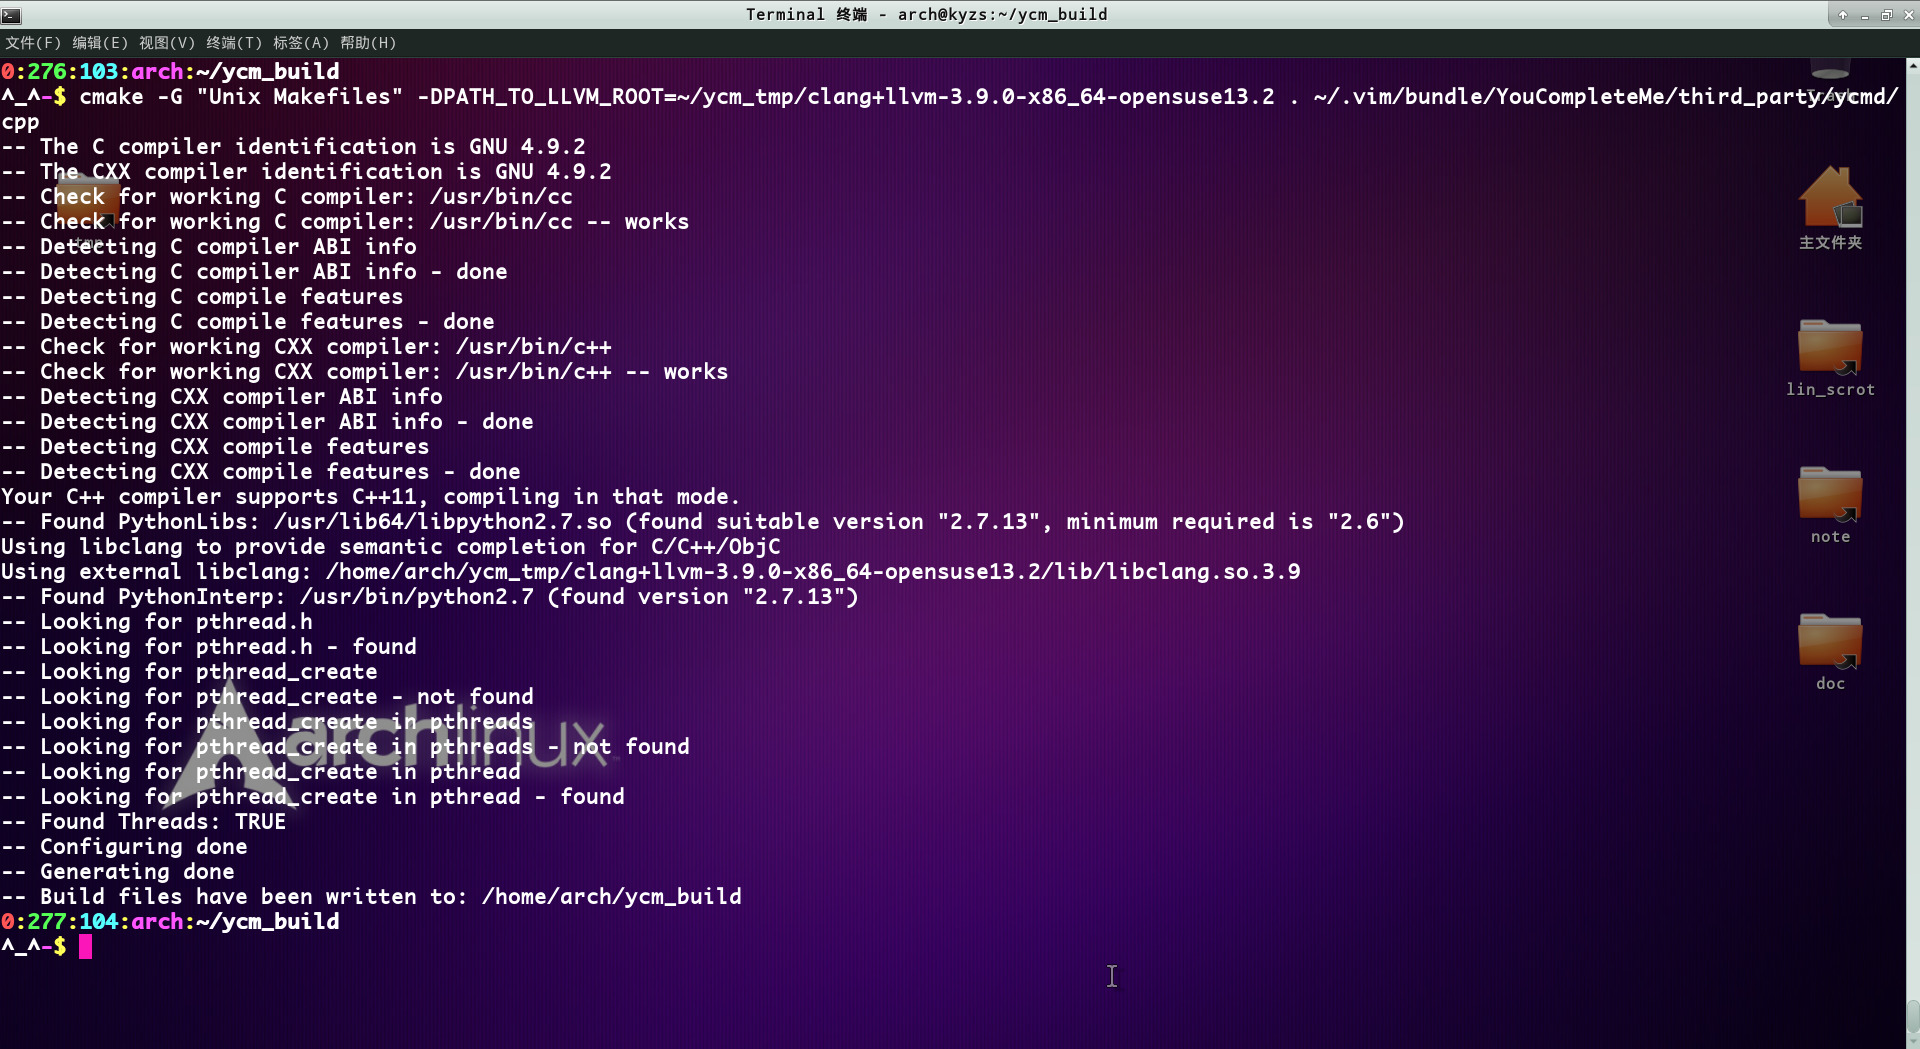 Terminal 终端 - arch@kyzs:~/ycm_build
文件(F) 编辑(E) 视图(V) 终端(T) 标签(A) 帮助(H)
0:276:103:arch:~/ycm_build
^_^-$ cmake -G "Unix Makefiles" -DPATH_TO_LLVM_ROOT=~/ycm_tmp/clang+llvm-3.9.0-x86_64-opensuse13.2 . ~/.vim/bundle/YouCompleteMe/third_party/ycmd/
cpp
-- The C compiler identification is GNU 4.9.2
-- The CXX compiler identification is GNU 4.9.2
-- Check for working C compiler: /usr/bin/cc
-- Check for working C compiler: /usr/bin/cc -- works
-- Detecting C compiler ABI info
-- Detecting C compiler ABI info - done
-- Detecting C compile features
-- Detecting C compile features - done
-- Check for working CXX compiler: /usr/bin/c++
-- Check for working CXX compiler: /usr/bin/c++ -- works
-- Detecting CXX compiler ABI info
-- Detecting CXX compiler ABI info - done
-- Detecting CXX compile features
-- Detecting CXX compile features - done
Your C++ compiler supports C++11, compiling in that mode.
-- Found PythonLibs: /usr/lib64/libpython2.7.so (found suitable version "2.7.13", minimum required is "2.6")
Using libclang to provide semantic completion for C/C++/ObjC
Using external libclang: /home/arch/ycm_tmp/clang+llvm-3.9.0-x86_64-opensuse13.2/lib/libclang.so.3.9
-- Found PythonInterp: /usr/bin/python2.7 (found version "2.7.13")
-- Looking for pthread.h
-- Looking for pthread.h - found
-- Looking for pthread_create
-- Looking for pthread_create - not found
-- Looking for pthread_create in pthreads
-- Looking for pthread_create in pthreads - not found
-- Looking for pthread_create in pthread
-- Looking for pthread_create in pthread - found
-- Found Threads: TRUE
-- Configuring done
-- Generating done
-- Build files have been written to: /home/arch/ycm_build
0:277:104:arch:~/ycm_build
^_^-$
Trash
主文件夹
lin_scrot
note
doc
tmp
archlinux